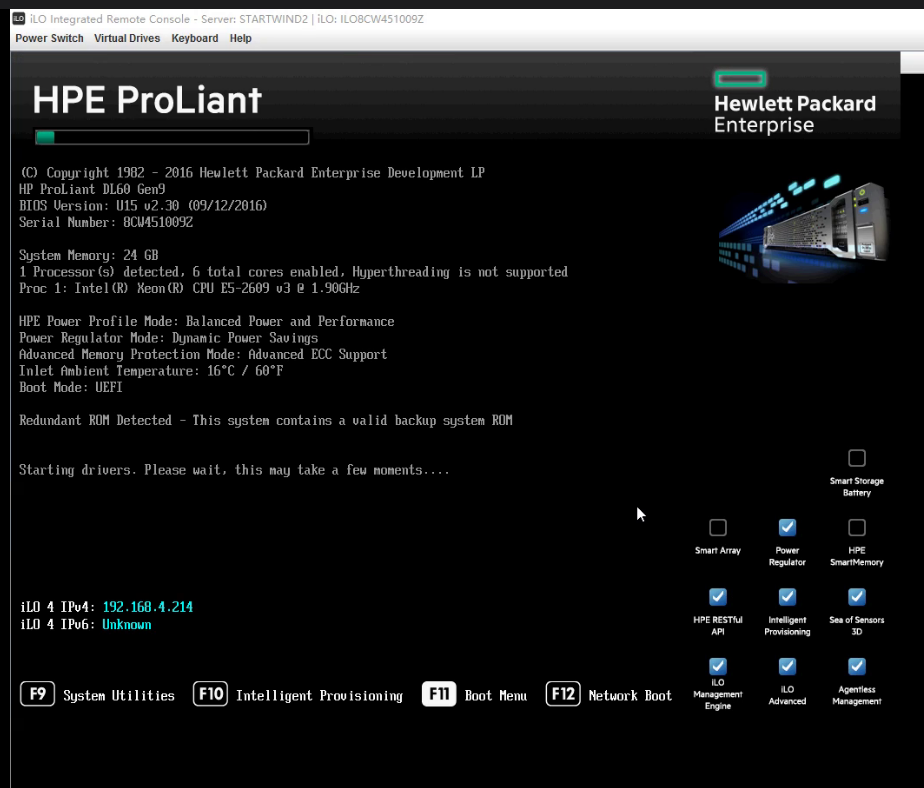 iLO Integrated Remote Console - Server: STARTWIND2 | iLO: ILO8CW451009Z
Power Switch Virtual Drives Keyboard Help
HPE ProLiant
Hewlett Packard
Enterprise
(C) Copyright 1982 - 2016 Hewlett Packard Enterprise Development LP
HP ProLiant DL60 Gen9
BIOS Version: U15 v2.30 (09/12/2016)
Serial Number: 8CW451009Z
System Memory: 24 GB
1 Processor(s) detected, 6 total cores enabled, Hyperthreading is not supported
Proc 1: Intel(R) Xeon(R) CPU E5-2609 v3 @ 1.90GHz
HPE Power Profile Mode: Balanced Power and Performance
Power Regulator Mode: Dynamic Power Savings
Advanced Memory Protection Mode: Advanced ECC Support
Inlet Ambient Temperature: 16°C / 60°F
Boot Mode: UEFI
Redundant ROM Detected - This system contains a valid backup system ROM
Starting drivers. Please wait, this may take a few moments....
Smart Storage
Battery
Smart Array
Power
Regulator
HPE
SmartMemory
iLO 4 IPv4: 192.168.4.214
iLO 4 IPv6: Unknown
HPE RESTful
API
Intelligent
Provisioning
Sea of Sensors
3D
iLO
Management
Engine
iLO
Advanced
Agentless
Management
F9 System Utilities F10 Intelligent Provisioning F11 Boot Menu F12 Network Boot